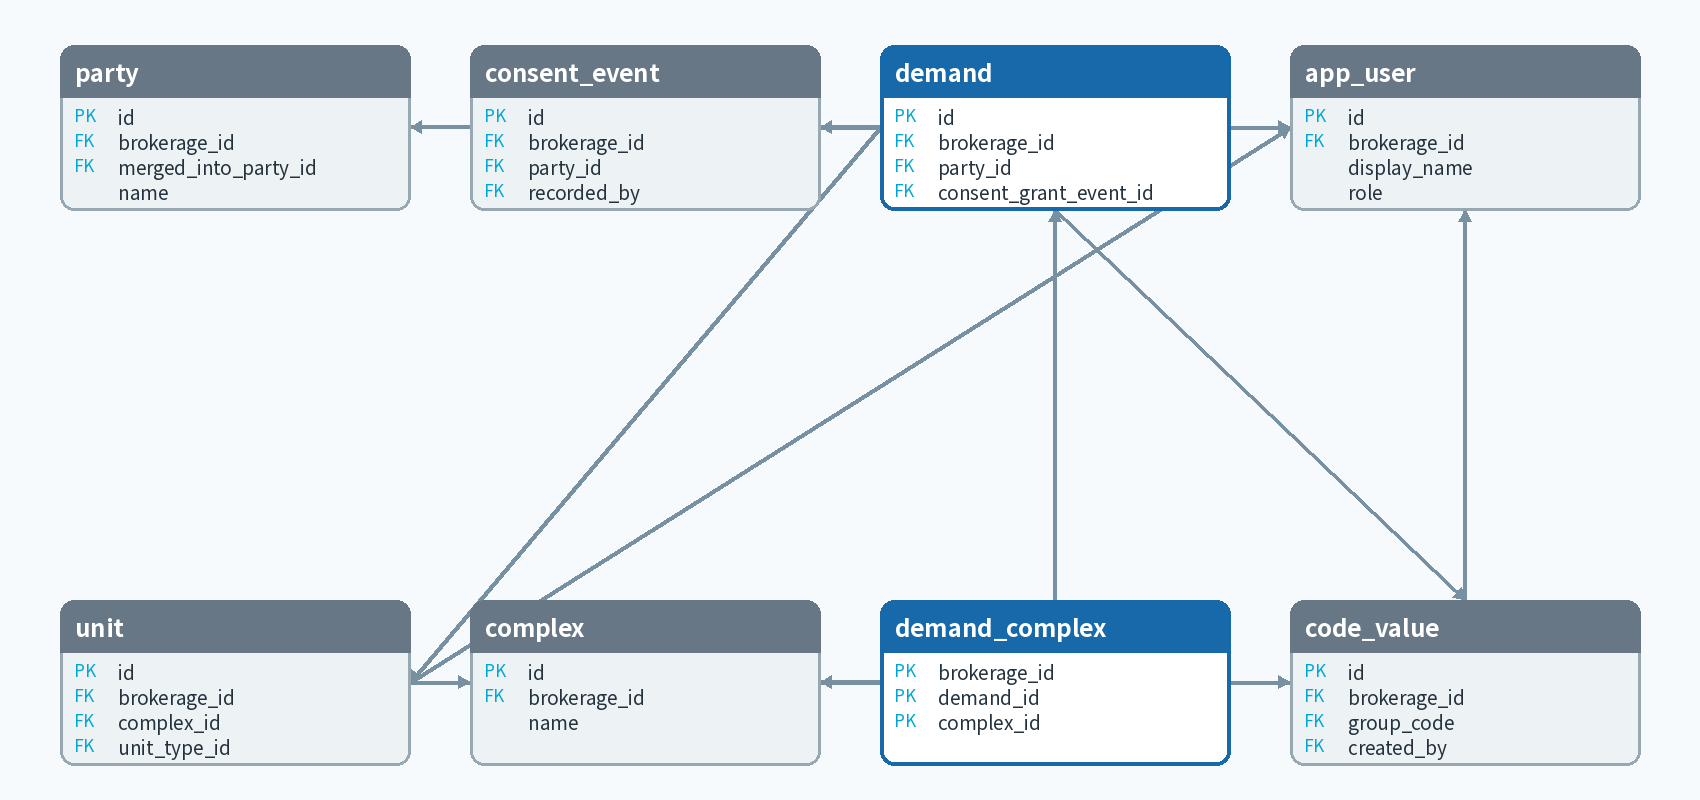 party
PK id
FK brokerage_id
FK merged_into_party_id
name
consent_event
PK id
FK brokerage_id
FK party_id
FK recorded_by
demand
PK id
FK brokerage_id
FK party_id
FK consent_grant_event_id
app_user
PK id
FK brokerage_id
display_name
role
unit
PK id
FK brokerage_id
FK complex_id
FK unit_type_id
complex
PK id
FK brokerage_id
name
demand_complex
PK brokerage_id
PK demand_id
PK complex_id
code_value
PK id
FK brokerage_id
FK group_code
FK created_by